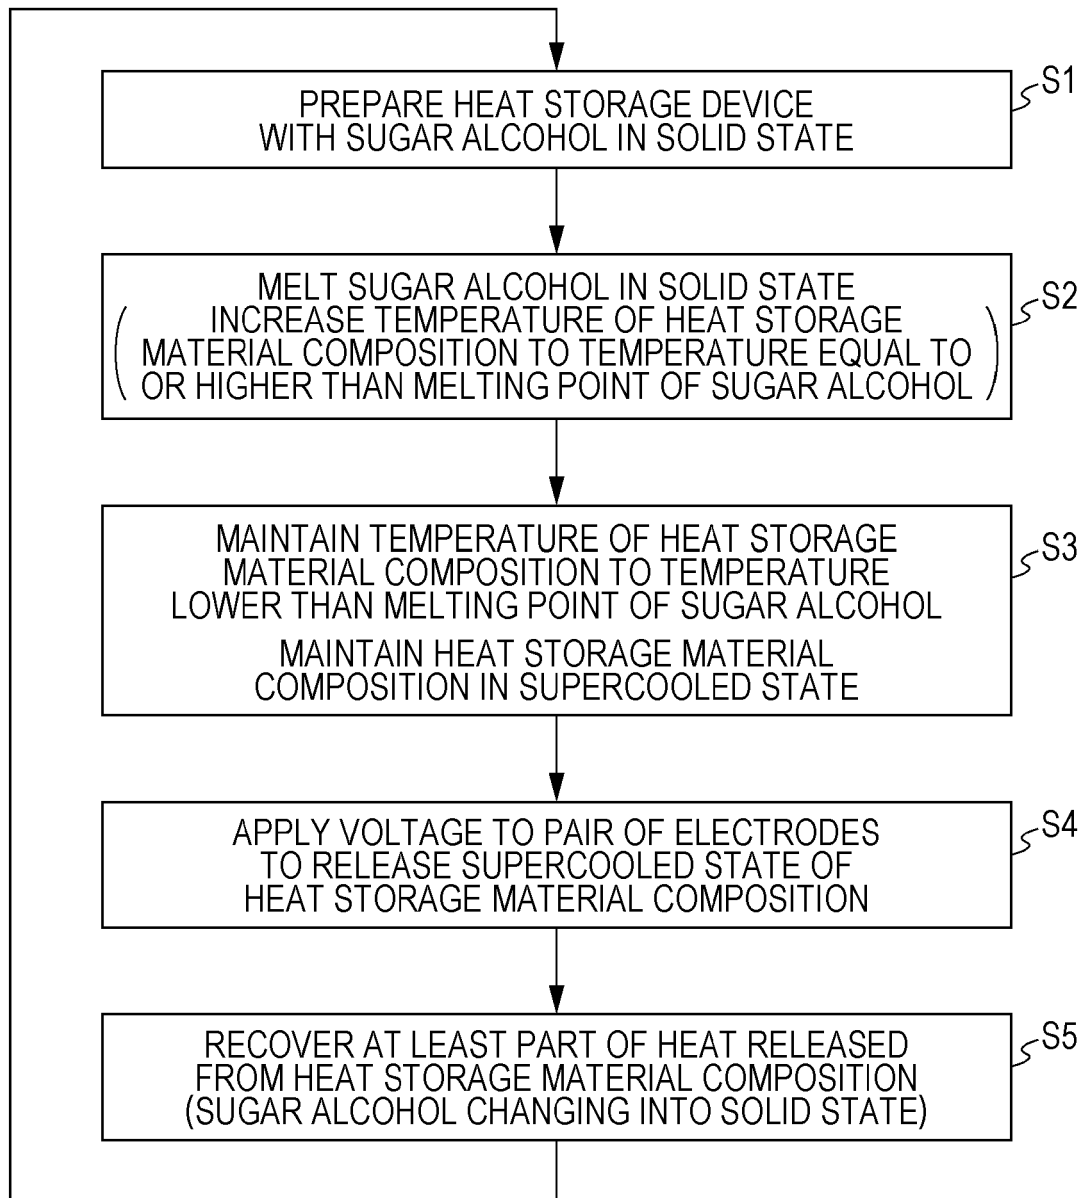 S1
PREPARE HEAT STORAGE DEVICE
WITH SUGAR ALCOHOL IN SOLID STATE
S2
MELT SUGAR ALCOHOL IN SOLID STATE
( INCREASE TEMPERATURE OF HEAT STORAGE
MATERIAL COMPOSITION TO TEMPERATURE EQUAL TO
OR HIGHER THAN MELTING POINT OF SUGAR ALCOHOL )
S3
MAINTAIN TEMPERATURE OF HEAT STORAGE
MATERIAL COMPOSITION TO TEMPERATURE
LOWER THAN MELTING POINT OF SUGAR ALCOHOL
MAINTAIN HEAT STORAGE MATERIAL
COMPOSITION IN SUPERCOOLED STATE
S4
APPLY VOLTAGE TO PAIR OF ELECTRODES
TO RELEASE SUPERCOOLED STATE OF
HEAT STORAGE MATERIAL COMPOSITION
S5
RECOVER AT LEAST PART OF HEAT RELEASED
FROM HEAT STORAGE MATERIAL COMPOSITION
(SUGAR ALCOHOL CHANGING INTO SOLID STATE)